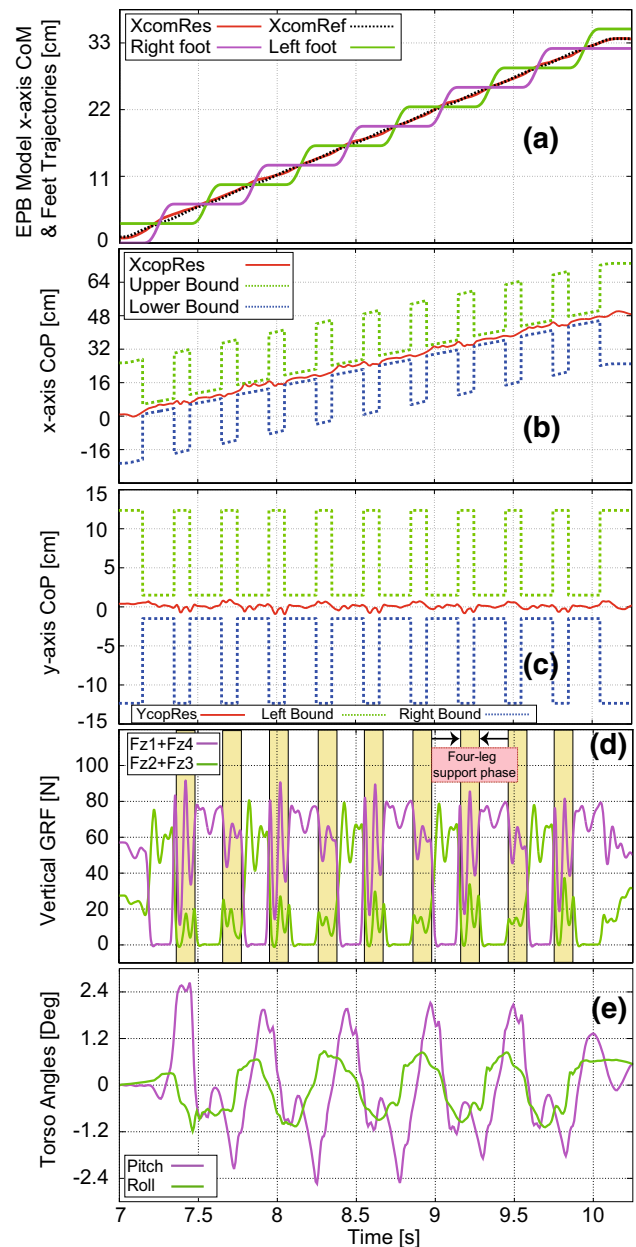 EPB Model x-axis CoM
& Feet Trajectories [cm]
XcomRes XcomRef
Right foot Left foot
33
22
11
0
(a)
x-axis CoP [cm]
XcopRes
Upper Bound
Lower Bound
64
48
32
16
0
-16
(b)
y-axis CoP [cm]
15
10
5
0
-5
-10
-15
(c)
YcopRes Left Bound Right Bound
Vertical GRF [N]
Fz1+Fz4
Fz2+Fz3
(d)
Four-leg
support phase
100
80
60
40
20
0
Torso Angles [Deg]
2.4
1.2
0
-1.2
-2.4
(e)
Pitch
Roll
7 7.5 8 8.5 9 9.5 10
Time [s]